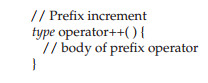 // Prefix increment
type operator++( ) {
// body of prefix operator
}